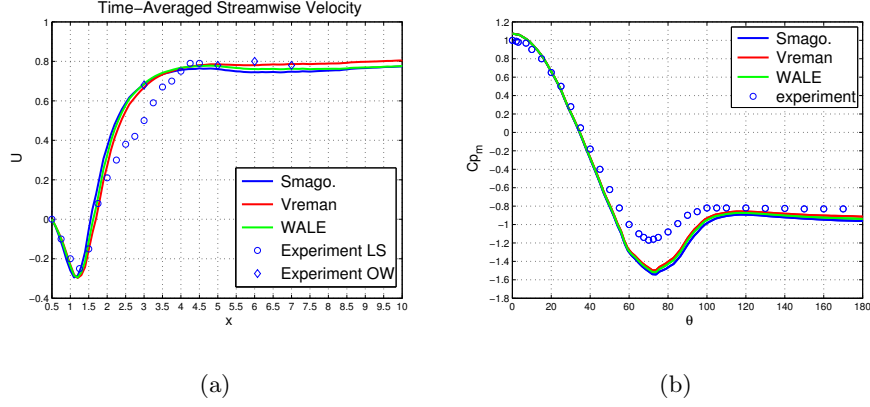 Time-Averaged Streamwise Velocity
U
0.5 1 1.5 2 2.5 3 3.5 4 4.5 5 5.5 6 6.5 7 7.5 8 8.5 9 9.5 10
−0.4
−0.2
0
0.2
0.4
0.6
0.8
1
x
Smago.
Vreman
WALE
Experiment LS
Experiment OW
(a)
Cp_m
1.2
1
0.8
0.6
0.4
0.2
0
−0.2
−0.4
−0.6
−0.8
−1
−1.2
−1.4
−1.6
−1.8
0 20 40 60 80 100 120 140 160 180
θ
Smago.
Vreman
WALE
experiment
(b)